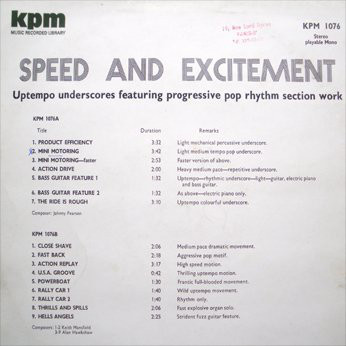 kpm
MUSIC RECORDED LIBRARY
KPM 1076
Stereo
playable Mono
SPEED AND EXCITEMENT
Uptempo underscores featuring progressive pop rhythm section work
KPM 1076A
Title Duration Remarks
1. PRODUCT EFFICIENCY 3:32 Light mechanical percussive underscore.
2. MINI MOTORING 3:42 Light medium tempo pop underscore.
3. MINI MOTORING—faster 2:53 Faster version of above.
4. ACTION DRIVE 2:00 Heavy medium pace—repetitive underscore.
5. BASS GUITAR FEATURE 1 1:32 Uptempo—rhythmic underscore—light—guitar, electric piano
and bass guitar.
6. BASS GUITAR FEATURE 2 1:32 As above—electric piano only.
7. THE RIDE IS ROUGH 3:10 Uptempo colourful underscore.
Composer: Johnny Pearson
KPM 1076B
1. CLOSE SHAVE 2:06 Medium pace dramatic movement.
2. FAST BACK 2:18 Aggressive pop motif.
3. ACTION REPLAY 3:17 High speed motion.
4. U.S.A. GROOVE 0:42 Thrilling uptempo motion.
5. POWERBOAT 1:30 Frantic full-blooded movement.
6. RALLY CAR 1 1:40 Wild uptempo movement.
7. RALLY CAR 2 1:40 Rhythm only.
8. THRILLS AND SPILLS 2:06 Fast explosive organ solo.
9. HELLS ANGELS 2:25 Strident fuzz guitar feature.
Composers: 1-2 Keith Mansfield
3-9 Alan Hawkshaw